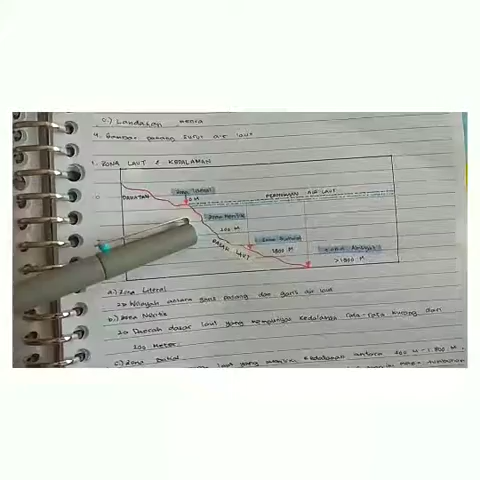 c.) Landaian benua
4. Gambar pasang surut air laut
1. ZONA LAUT & KEDALAMAN
Zona Litoral
DARATAN
0 M
PERMUKAAN AIR LAUT
Zona Neritik
200 M
DASAR LAUT
Zona Bathial
1800 M
Zona Abisal
>1800 M
a.) Zona Litoral
=> Wilayah antara garis pasang dan garis air laut
b.) Zona Neritik
=> Daerah dasar laut yang mempunyai kedalaman rata-rata kurang dari
200 meter
c.) Zona Batial
laut yang memiliki kedalaman antara 200 M - 1.800 M.